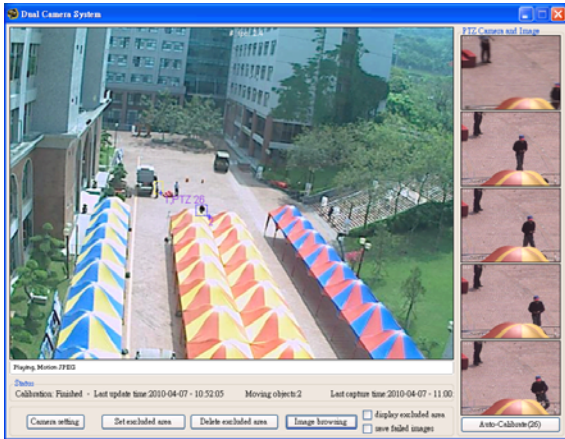 Dual Camera System
PTZ Camera and Image
PTZ 26
Playing, Motion JPEG
Status
Calibration: Finished - Last update time:2010-04-07 - 10:52:05 Moving objects:2 Last capture time:2010-04-07 - 11:00:
Camera setting
Set excluded area
Delete excluded area
Image browsing
display excluded area
save failed images
Auto-Calibrate(26)